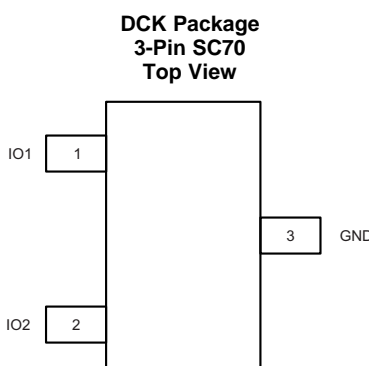 DCK Package
3-Pin SC70
Top View
IO1 1
3 GND
IO2 2